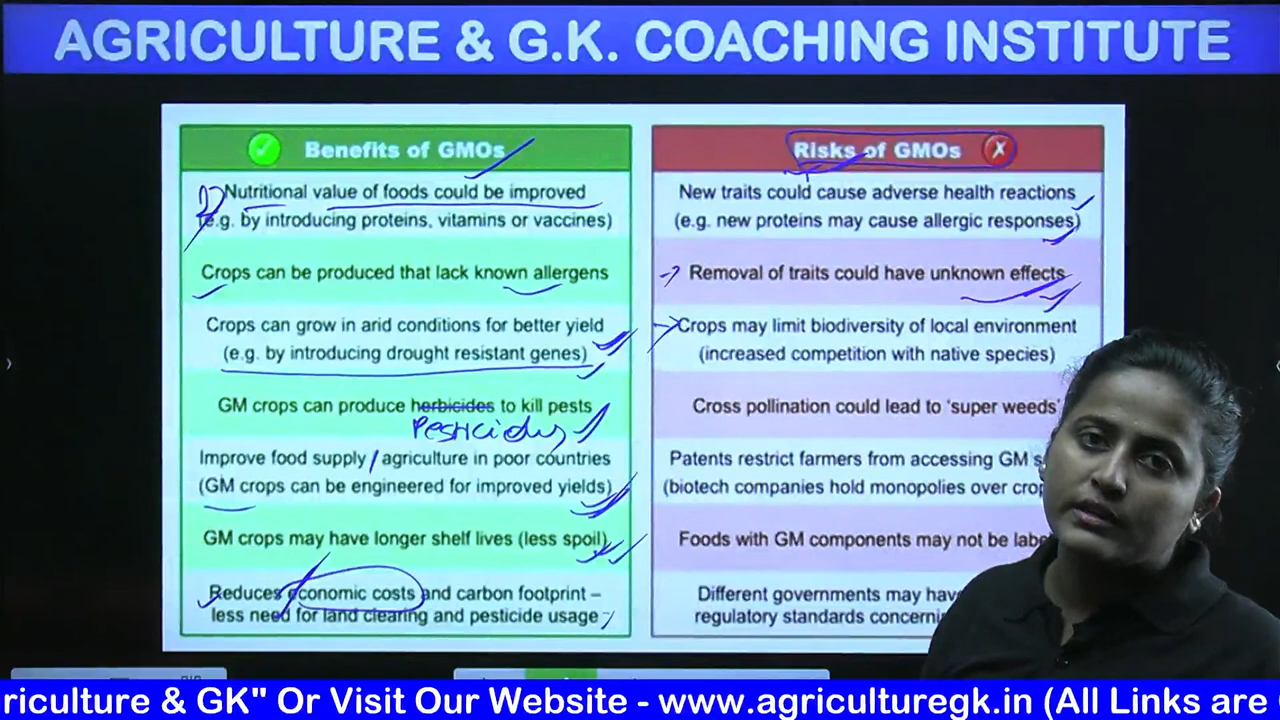 AGRICULTURE & G.K. COACHING INSTITUTE
Benefits of GMOs
Nutritional value of foods could be improved
(e.g. by introducing proteins, vitamins or vaccines)
Crops can be produced that lack known allergens
Crops can grow in arid conditions for better yield
(e.g. by introducing drought resistant genes)
GM crops can produce herbicides to kill pests
Pesticides
Improve food supply / agriculture in poor countries
(GM crops can be engineered for improved yields)
GM crops may have longer shelf lives (less spoil)
Reduces economic costs and carbon footprint –
less need for land clearing and pesticide usage
Risks of GMOs
New traits could cause adverse health reactions
(e.g. new proteins may cause allergic responses)
Removal of traits could have unknown effects
Crops may limit biodiversity of local environment
(increased competition with native species)
Cross pollination could lead to ‘super weeds’
Patents restrict farmers from accessing GM s
(biotech companies hold monopolies over crop
Foods with GM components may not be labe
Different governments may hav
regulatory standards concerni
riculture & GK" Or Visit Our Website - www.agriculturegk.in (All Links are